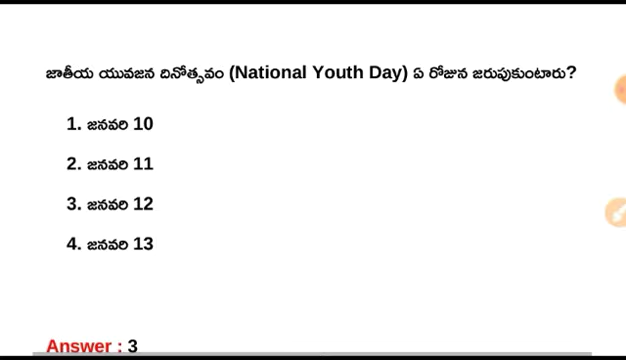 జాతీయ యువజన దినోత్సవం (National Youth Day) ఏ రోజున జరుపుకుంటారు?
1. జనవరి 10
2. జనవరి 11
3. జనవరి 12
4. జనవరి 13
Answer : 3